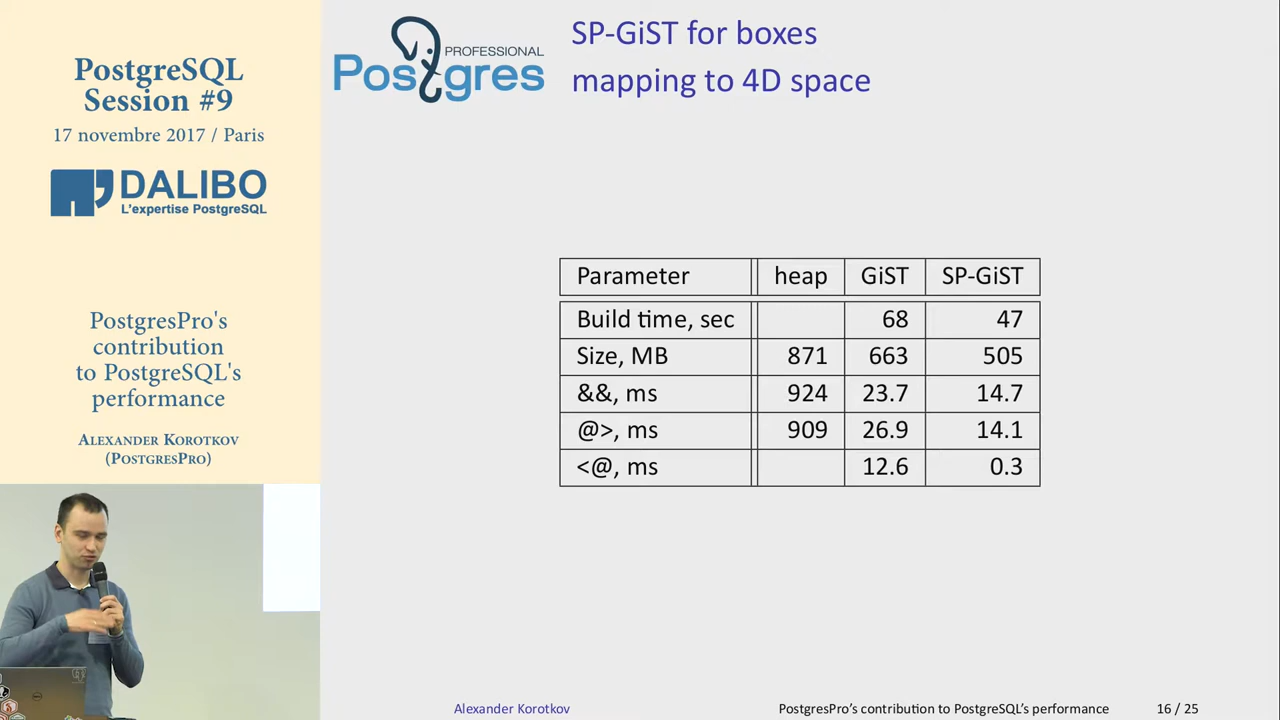 PostgreSQL
Session #9
17 novembre 2017 / Paris
DALIBO
L'expertise PostgreSQL
PostgresPro's
contribution
to PostgreSQL's
performance
Alexander Korotkov
(PostgresPro)
PROFESSIONAL
Postgres
SP-GiST for boxes
mapping to 4D space
Parameter heap GiST SP-GiST
Build time, sec 68 47
Size, MB 871 663 505
&&, ms 924 23.7 14.7
@>, ms 909 26.9 14.1
<@, ms 12.6 0.3
Alexander Korotkov PostgresPro's contribution to PostgreSQL's performance 16 / 25